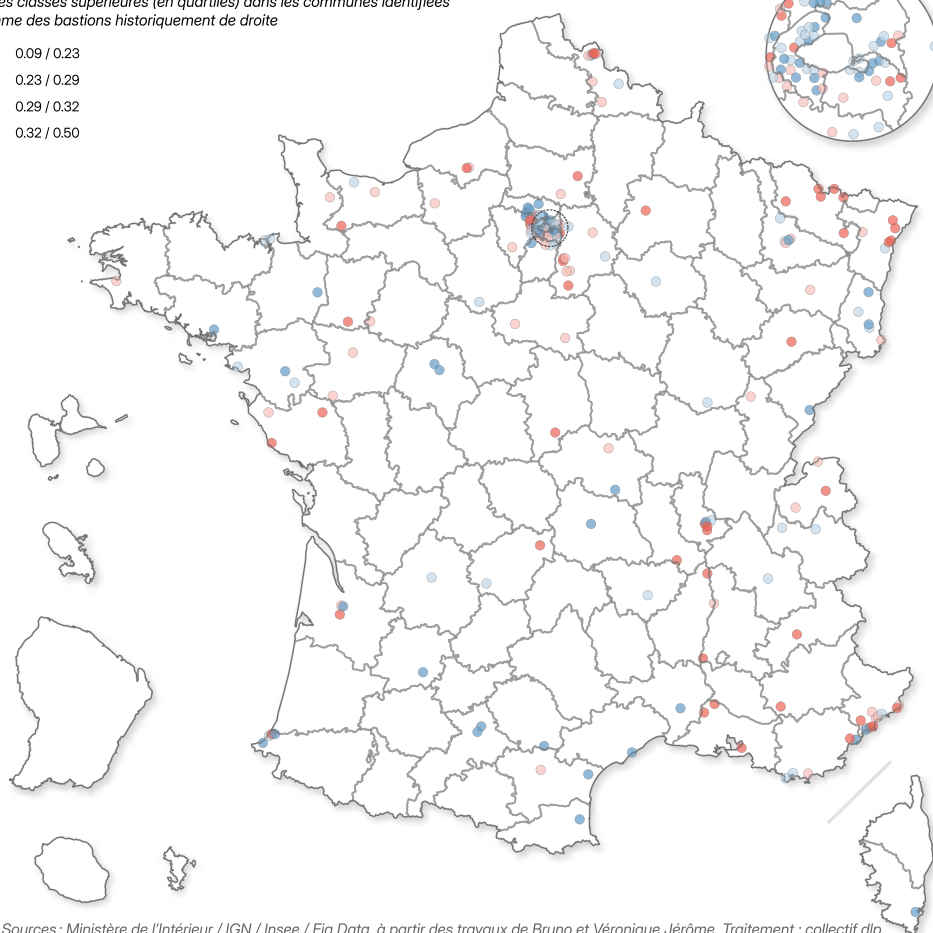 es classes supérieures (en quartiles) dans les communes identifiées
me des bastions historiquement de droite
0.09 / 0.23
0.23 / 0.29
0.29 / 0.32
0.32 / 0.50
Sources : Ministère de l'Intérieur / IGN / Insee / Fig Data, à partir des travaux de Bruno et Véronique Jérôme. Traitement : collectif dlp